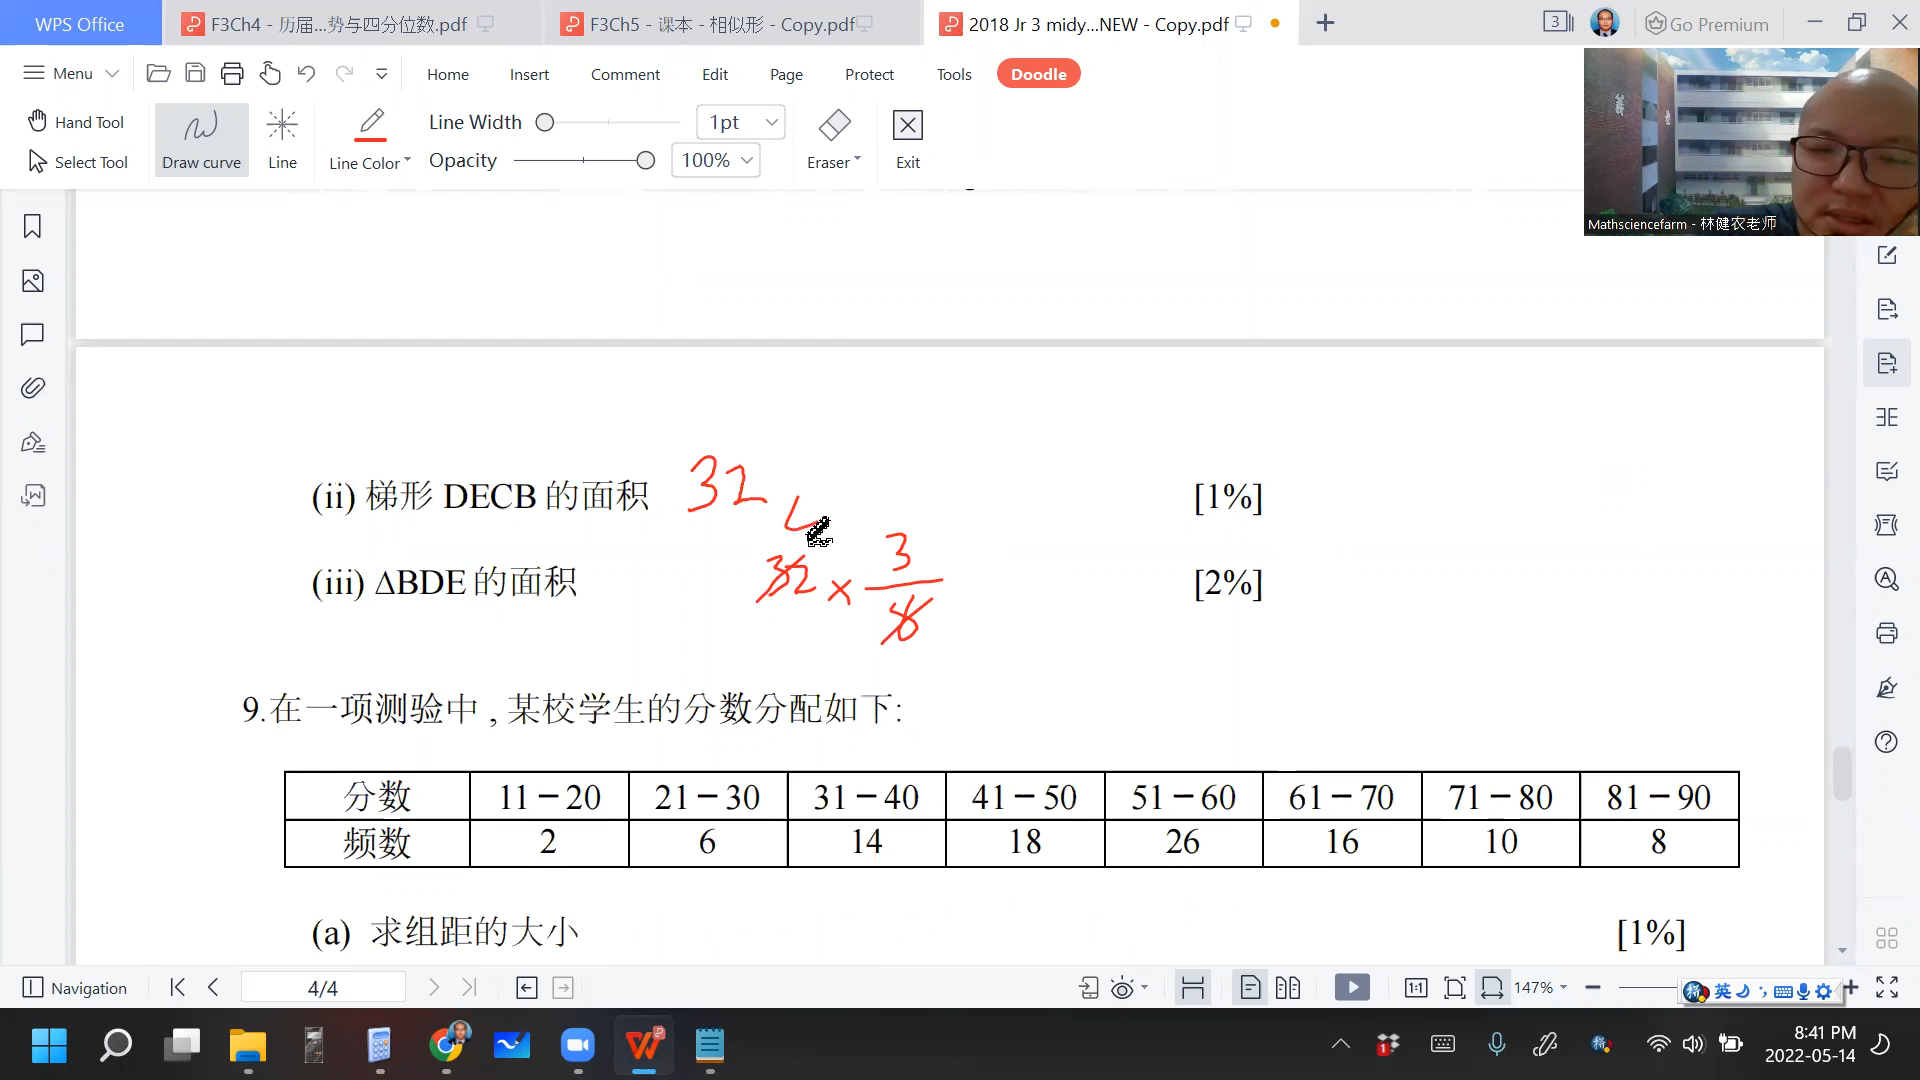 WPS Office
F3Ch4 - 历届...势与四分位数.pdf
F3Ch5 - 课本 - 相似形 - Copy.pdf
2018 Jr 3 midy...NEW - Copy.pdf
3
Go Premium
Menu
Home
Insert
Comment
Edit
Page
Protect
Tools
Doodle
Hand Tool
Select Tool
Draw curve
Line
Line Color
Line Width
1pt
Opacity
100%
Eraser
Exit
Mathsciencefarm - 林健农老师
(ii) 梯形 DECB 的面积 32 [1%]
(iii) ΔBDE 的面积 32 × 3/8 [2%]
9.在一项测验中 , 某校学生的分数分配如下:
分数 11－20 21－30 31－40 41－50 51－60 61－70 71－80 81－90
频数 2 6 14 18 26 16 10 8
(a) 求组距的大小 [1%]
Navigation
4/4
1:1
147%
英
8:41 PM
2022-05-14